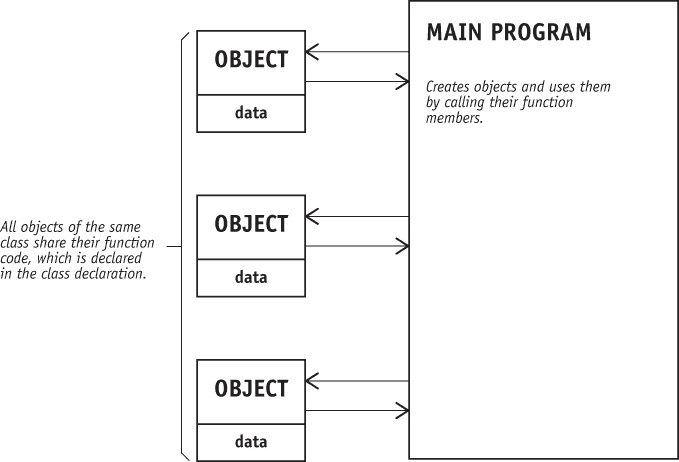 OBJECT
data
MAIN PROGRAM
Creates objects and uses them
by calling their function
members.
All objects of the same
class share their function
code, which is declared
in the class declaration.
OBJECT
data
OBJECT
data